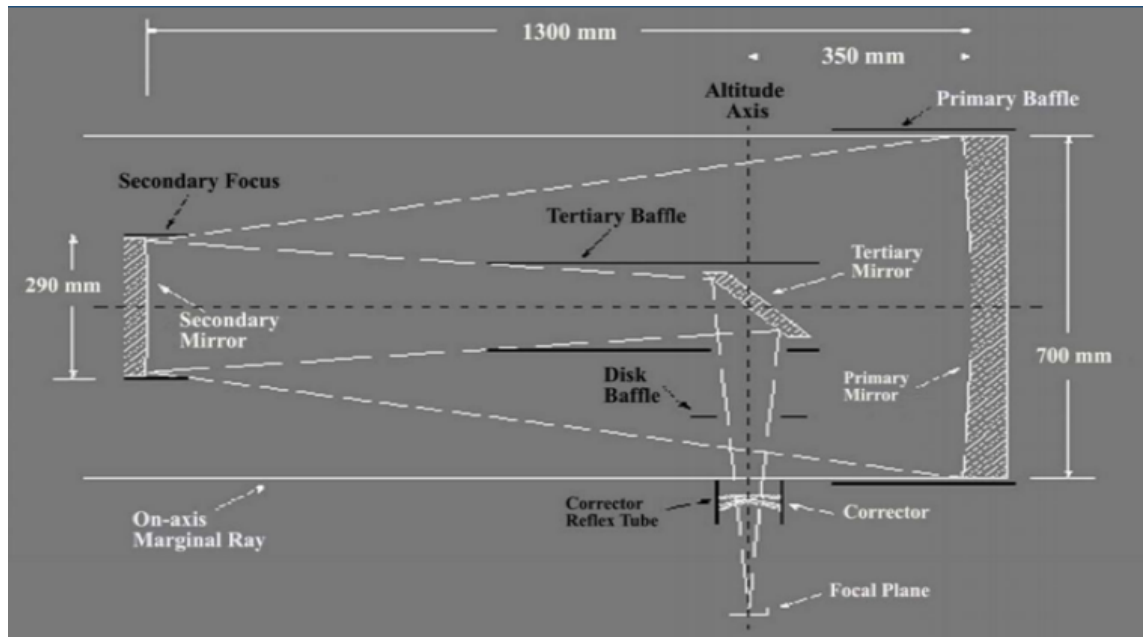 1300 mm
350 mm
Altitude
Axis
Primary Baffle
Secondary Focus
Tertiary Baffle
Tertiary
Mirror
290 mm
Secondary
Mirror
700 mm
Disk
Baffle
Primary
Mirror
Corrector
Reflex Tube
Corrector
On-axis
Marginal Ray
Focal Plane